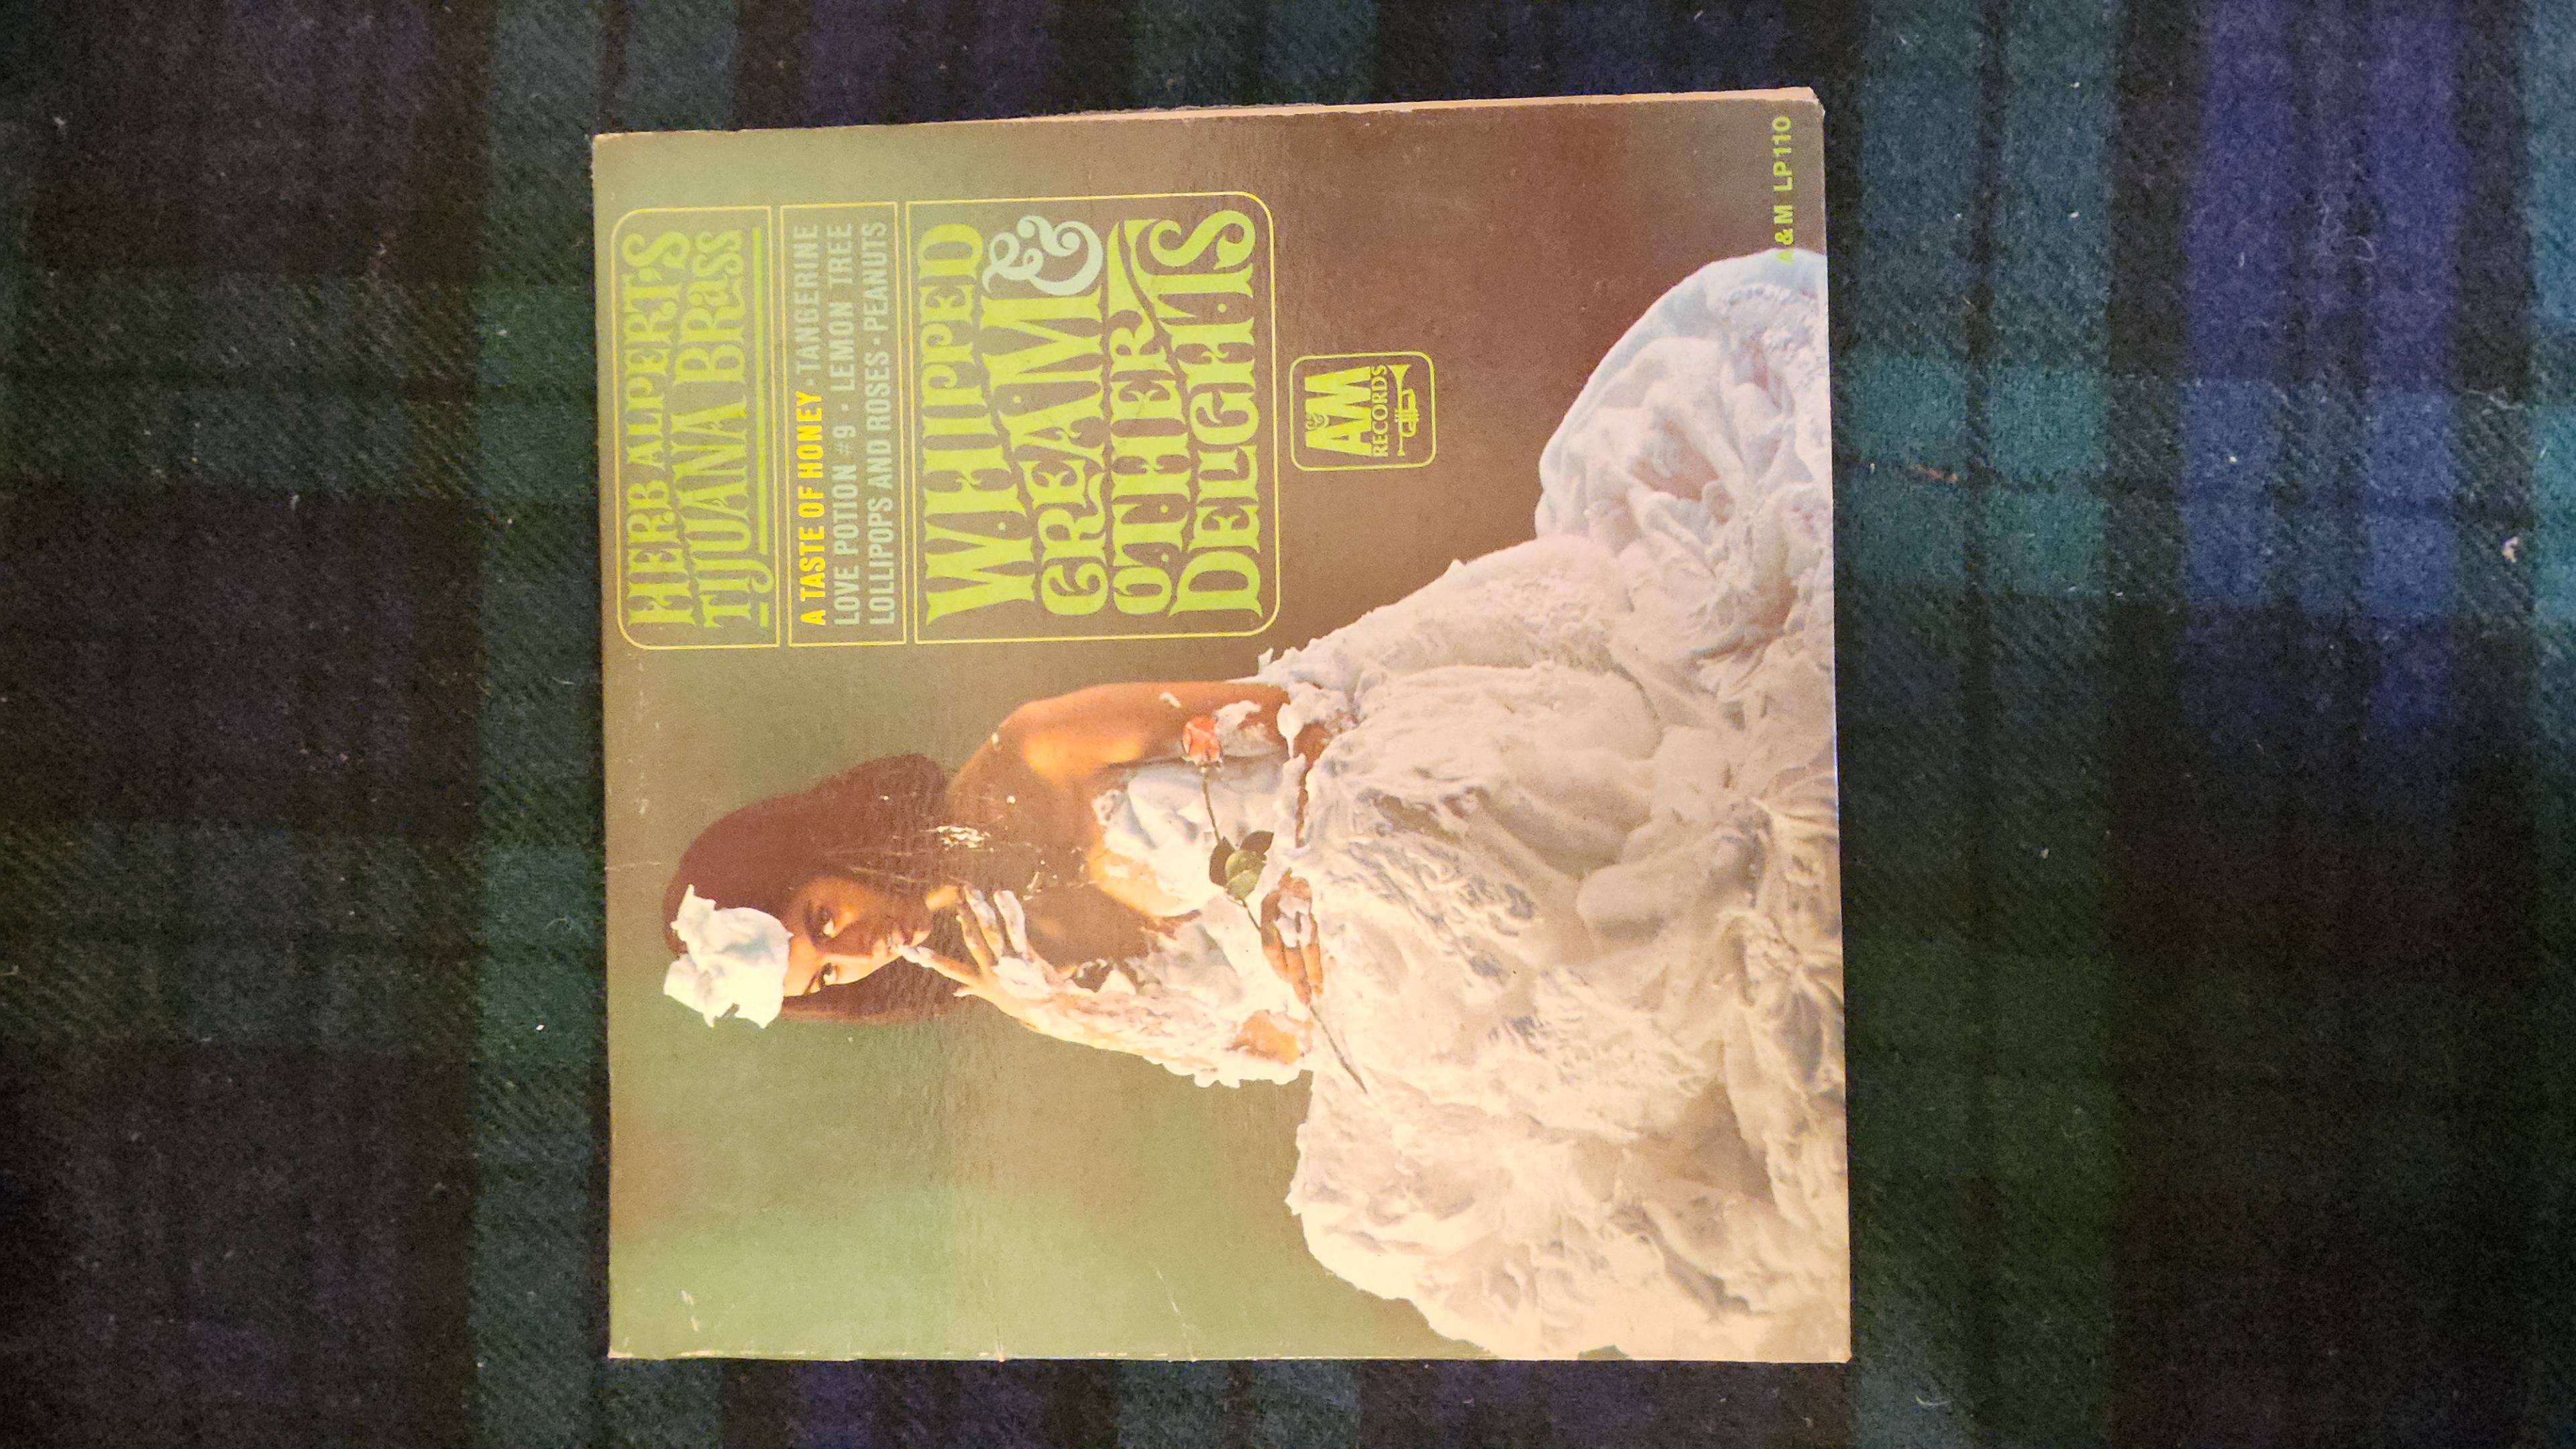 HERB ALPERT'S
TIJUANA BRASS
A TASTE OF HONEY · TANGERINE
LOVE POTION #9 · LEMON TREE
LOLLIPOPS AND ROSES · PEANUTS
WHIPPED
CREAM &
OTHER
DELIGHTS
A&M
RECORDS
A&M LP110